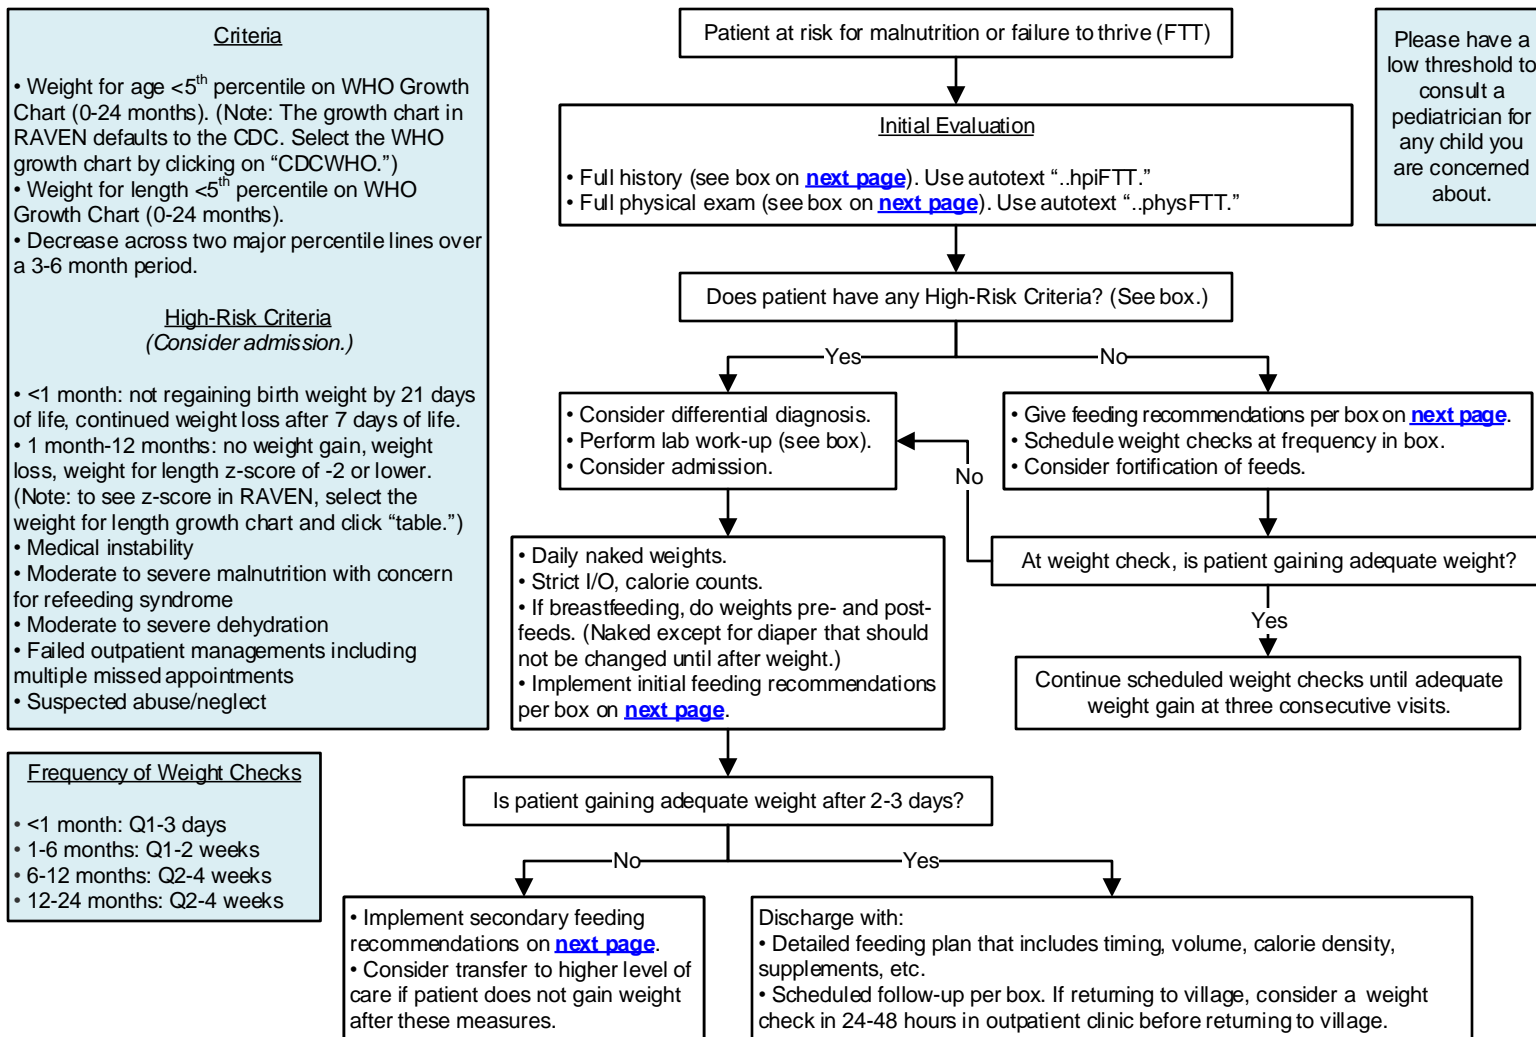 Criteria
• Weight for age <5th percentile on WHO Growth
Chart (0-24 months). (Note: The growth chart in
RAVEN defaults to the CDC. Select the WHO
growth chart by clicking on “CDCWHO.”)
• Weight for length <5th percentile on WHO
Growth Chart (0-24 months).
• Decrease across two major percentile lines over
a 3-6 month period.
High-Risk Criteria
(Consider admission.)
• <1 month: not regaining birth weight by 21 days
of life, continued weight loss after 7 days of life.
• 1 month-12 months: no weight gain, weight
loss, weight for length z-score of -2 or lower.
(Note: to see z-score in RAVEN, select the
weight for length growth chart and click “table.”)
• Medical instability
• Moderate to severe malnutrition with concern
for refeeding syndrome
• Moderate to severe dehydration
• Failed outpatient managements including
multiple missed appointments
• Suspected abuse/neglect
Frequency of Weight Checks
• <1 month: Q1-3 days
• 1-6 months: Q1-2 weeks
• 6-12 months: Q2-4 weeks
• 12-24 months: Q2-4 weeks
Patient at risk for malnutrition or failure to thrive (FTT)
Please have a
low threshold to
consult a
pediatrician for
any child you
are concerned
about.
Initial Evaluation
• Full history (see box on next page). Use autotext “..hpiFTT.”
• Full physical exam (see box on next page). Use autotext “..physFTT.”
Does patient have any High-Risk Criteria? (See box.)
Yes
No
• Consider differential diagnosis.
• Perform lab work-up (see box).
• Consider admission.
• Give feeding recommendations per box on next page.
• Schedule weight checks at frequency in box.
• Consider fortification of feeds.
No
At weight check, is patient gaining adequate weight?
Yes
Continue scheduled weight checks until adequate
weight gain at three consecutive visits.
• Daily naked weights.
• Strict I/O, calorie counts.
• If breastfeeding, do weights pre- and post-
feeds. (Naked except for diaper that should
not be changed until after weight.)
• Implement initial feeding recommendations
per box on next page.
Is patient gaining adequate weight after 2-3 days?
No
Yes
• Implement secondary feeding
recommendations on next page.
• Consider transfer to higher level of
care if patient does not gain weight
after these measures.
Discharge with:
• Detailed feeding plan that includes timing, volume, calorie density,
supplements, etc.
• Scheduled follow-up per box. If returning to village, consider a weight
check in 24-48 hours in outpatient clinic before returning to village.